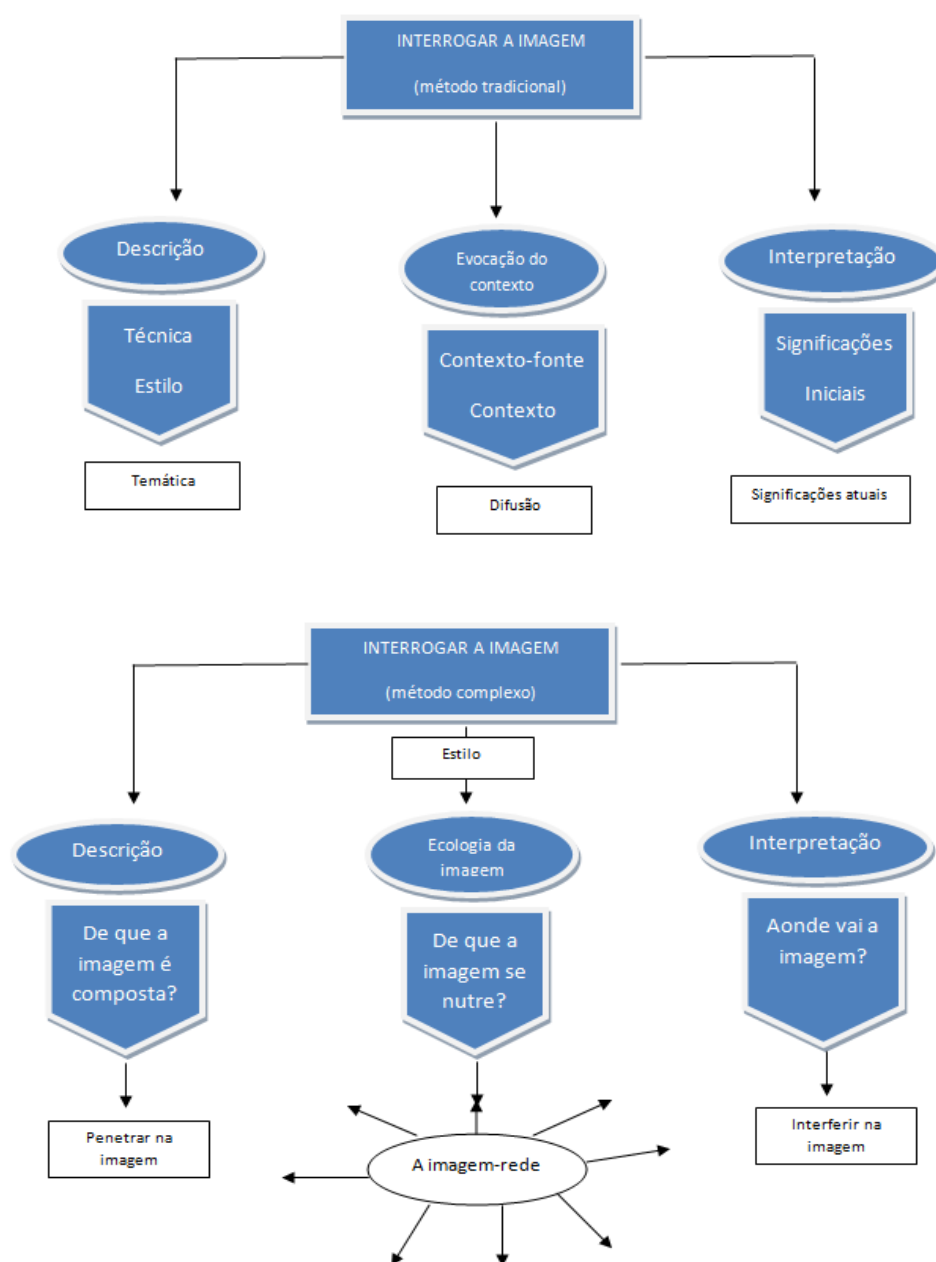 INTERROGAR A IMAGEM
(método tradicional)
Descrição
Evocação do
contexto
Interpretação
Técnica
Estilo
Contexto-fonte
Contexto
Significações
Iniciais
Temática
Difusão
Significações atuais
INTERROGAR A IMAGEM
(método complexo)
Estilo
Descrição
Ecologia da
imagem
Interpretação
De que a
imagem é
composta?
De que a
imagem se
nutre?
Aonde vai a
imagem?
Penetrar na
imagem
A imagem-rede
Interferir na
imagem